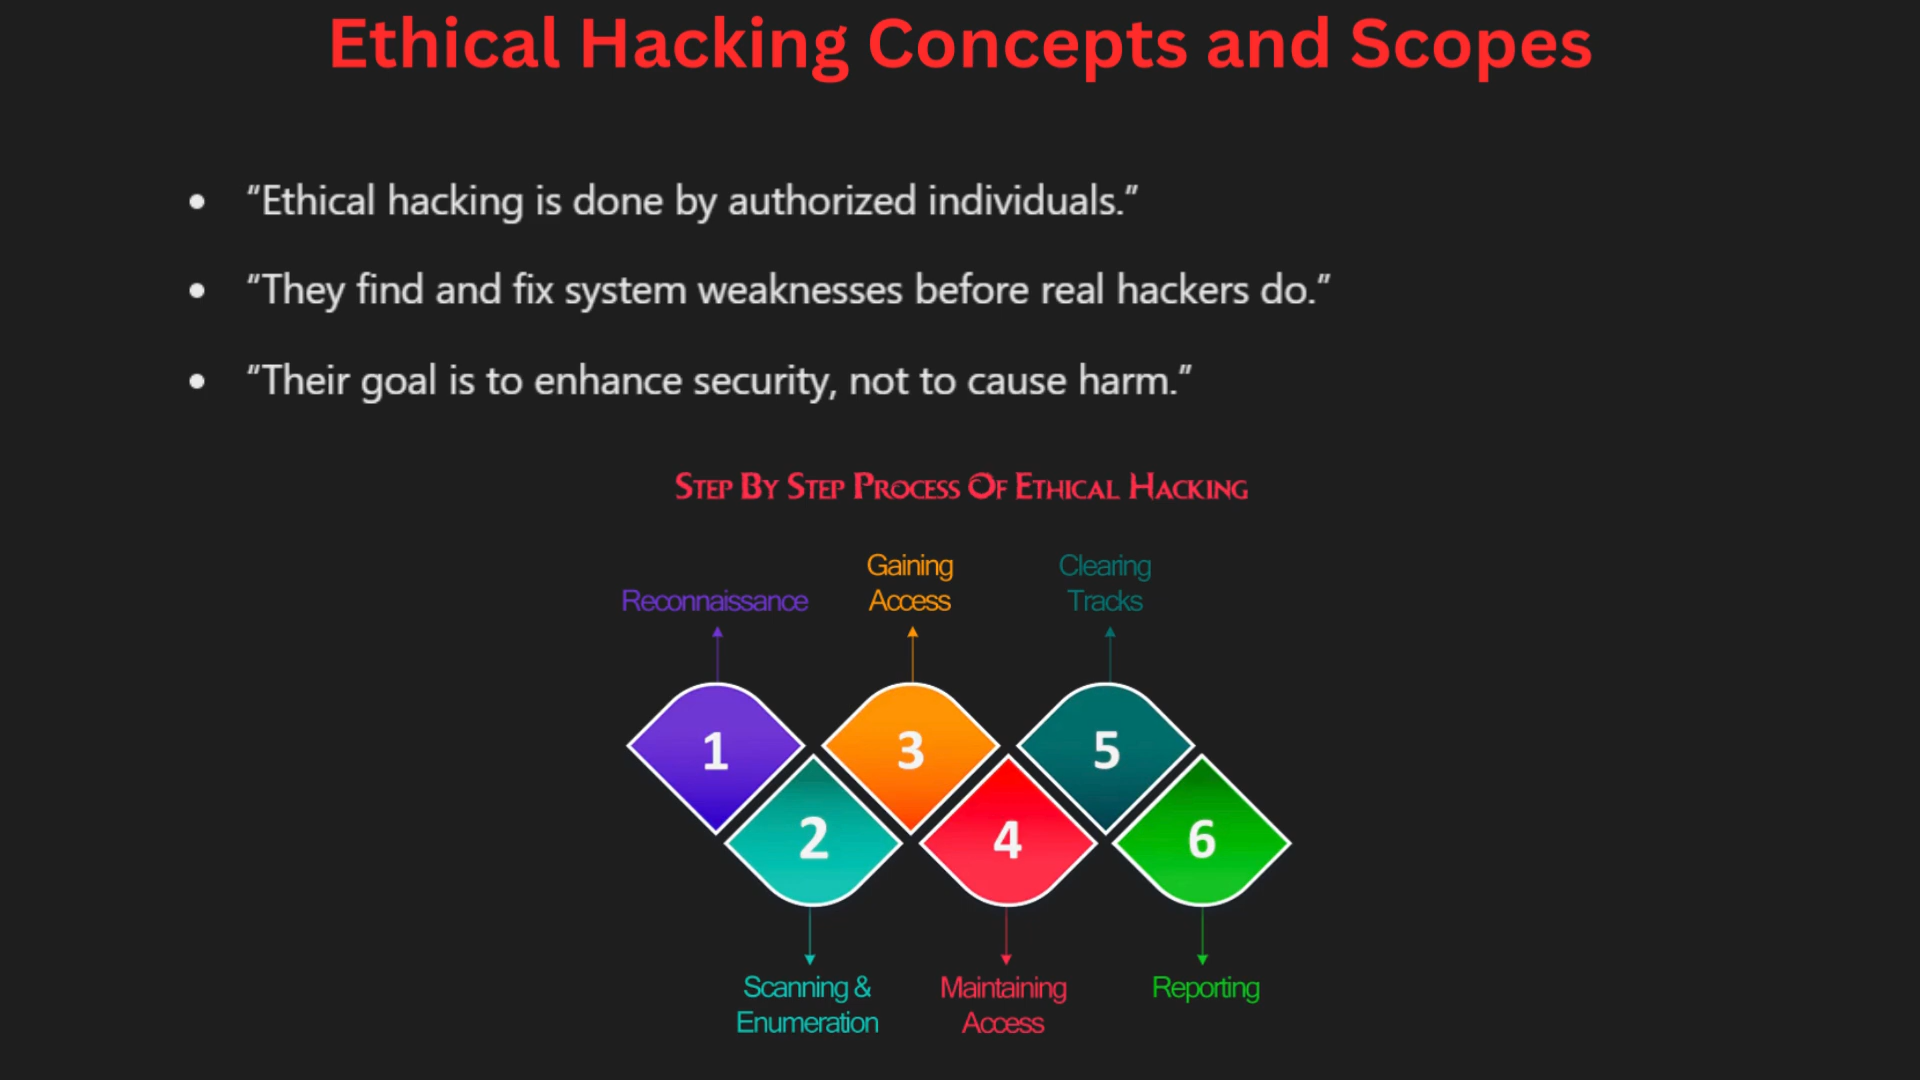 Ethical Hacking Concepts and Scopes
• “Ethical hacking is done by authorized individuals.”
• “They find and fix system weaknesses before real hackers do.”
• “Their goal is to enhance security, not to cause harm.”
Step By Step Process Of Ethical Hacking
Reconnaissance
Gaining
Access
Clearing
Tracks
1
2
3
4
5
6
Scanning &
Enumeration
Maintaining
Access
Reporting